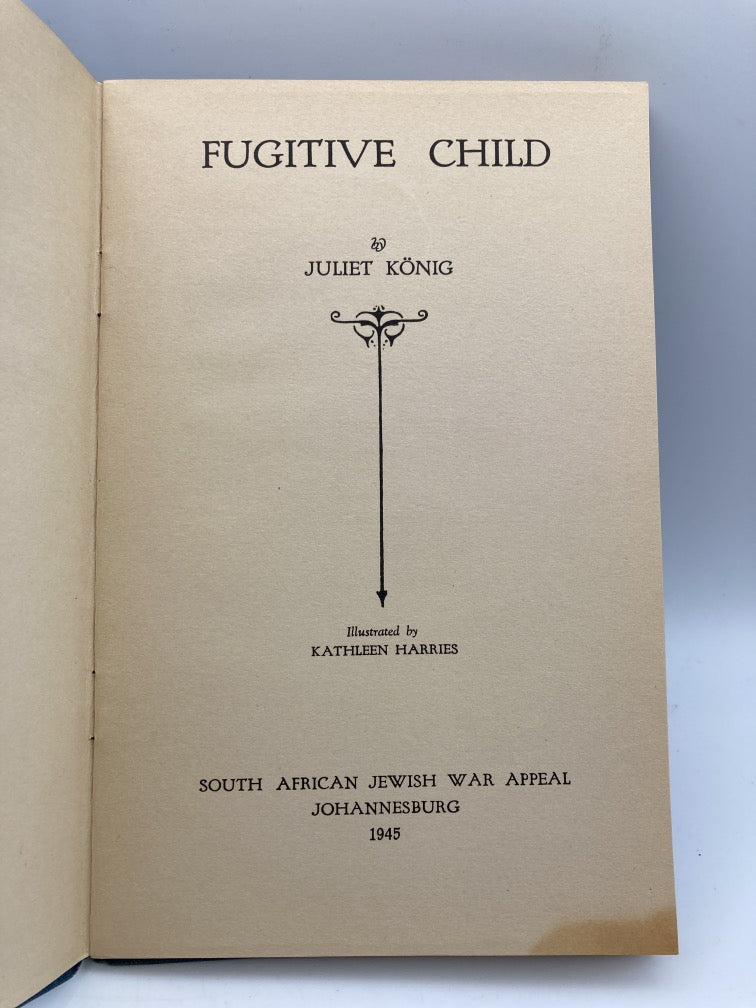 FUGITIVE CHILD
by
JULIET KÖNIG
Illustrated by
KATHLEEN HARRIES
SOUTH AFRICAN JEWISH WAR APPEAL
JOHANNESBURG
1945